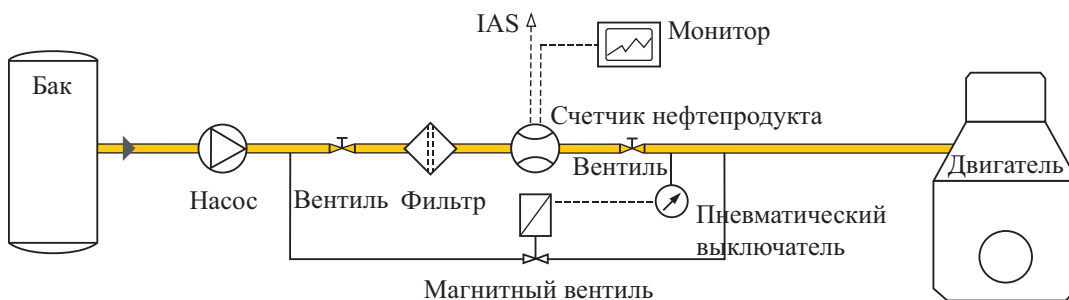 IAS
Монитор
Бак
Счетчик нефтепродукта
Насос
Вентиль
Фильтр
Вентиль
Двигатель
Пневматический
выключатель
Магнитный вентиль